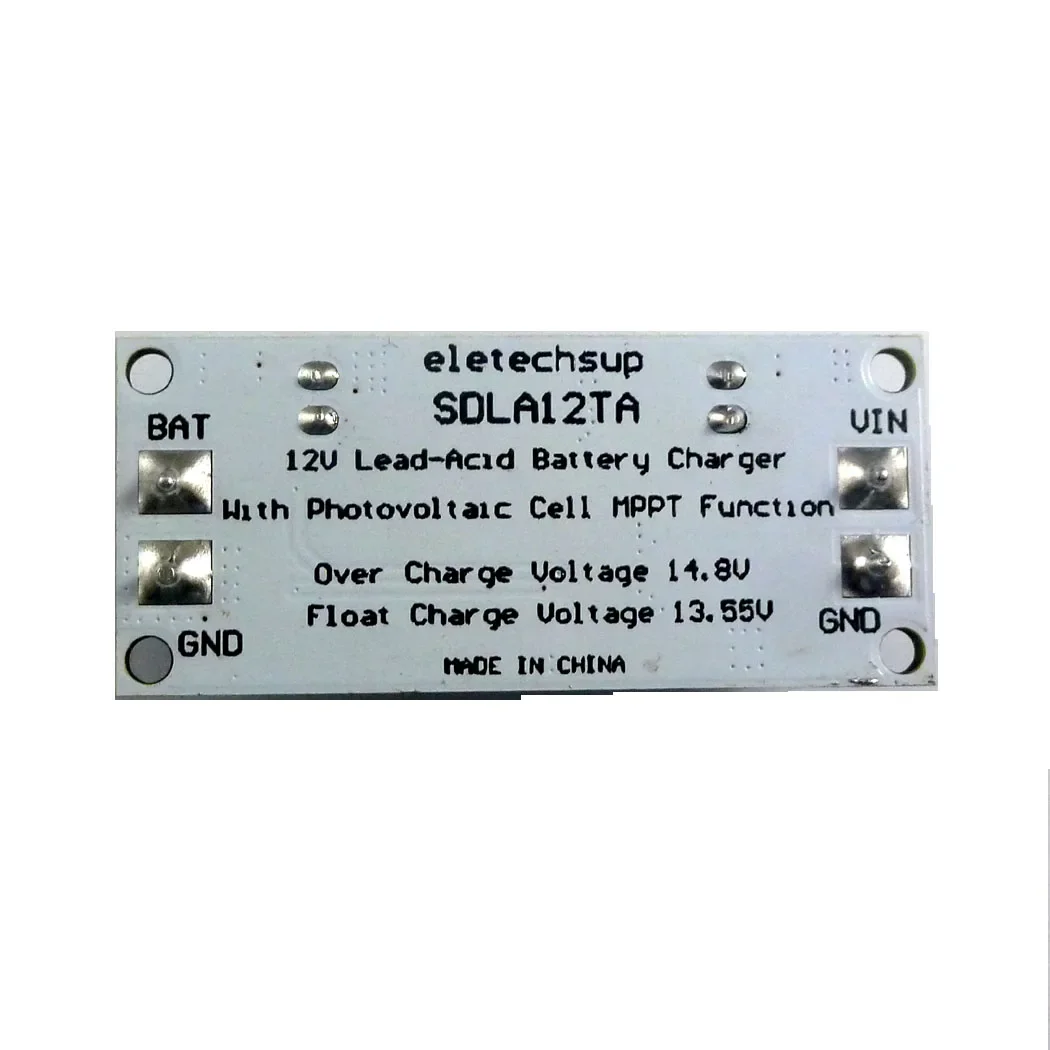 eletechsup
SDLA12TA
BAT
VIN
12V Lead-Acid Battery Charger
With Photovoltaic Cell MPPT Function
Over Charge Voltage 14.8V
Float Charge Voltage 13.55V
GND
GND
MADE IN CHINA